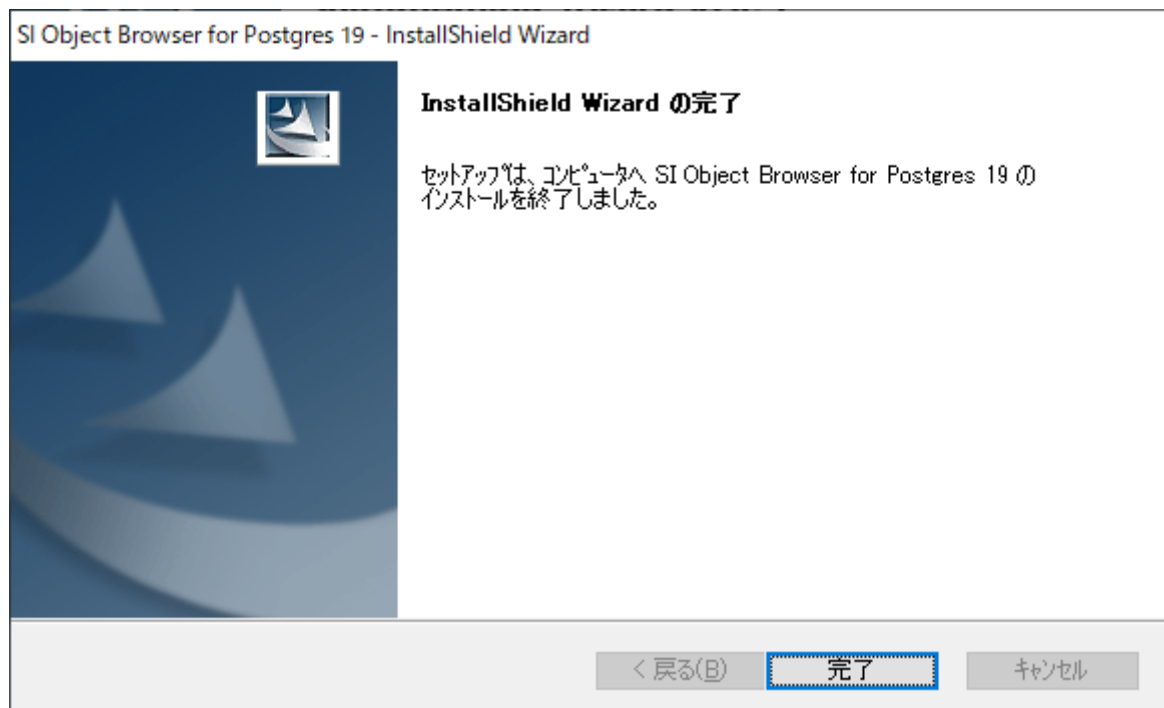 SI Object Browser for Postgres 19 - InstallShield Wizard
InstallShield Wizard の完了
セットアップは、コンピュータへ SI Object Browser for Postgres 19 の
インストールを終了しました。
< 戻る(B)
完了
キャンセル